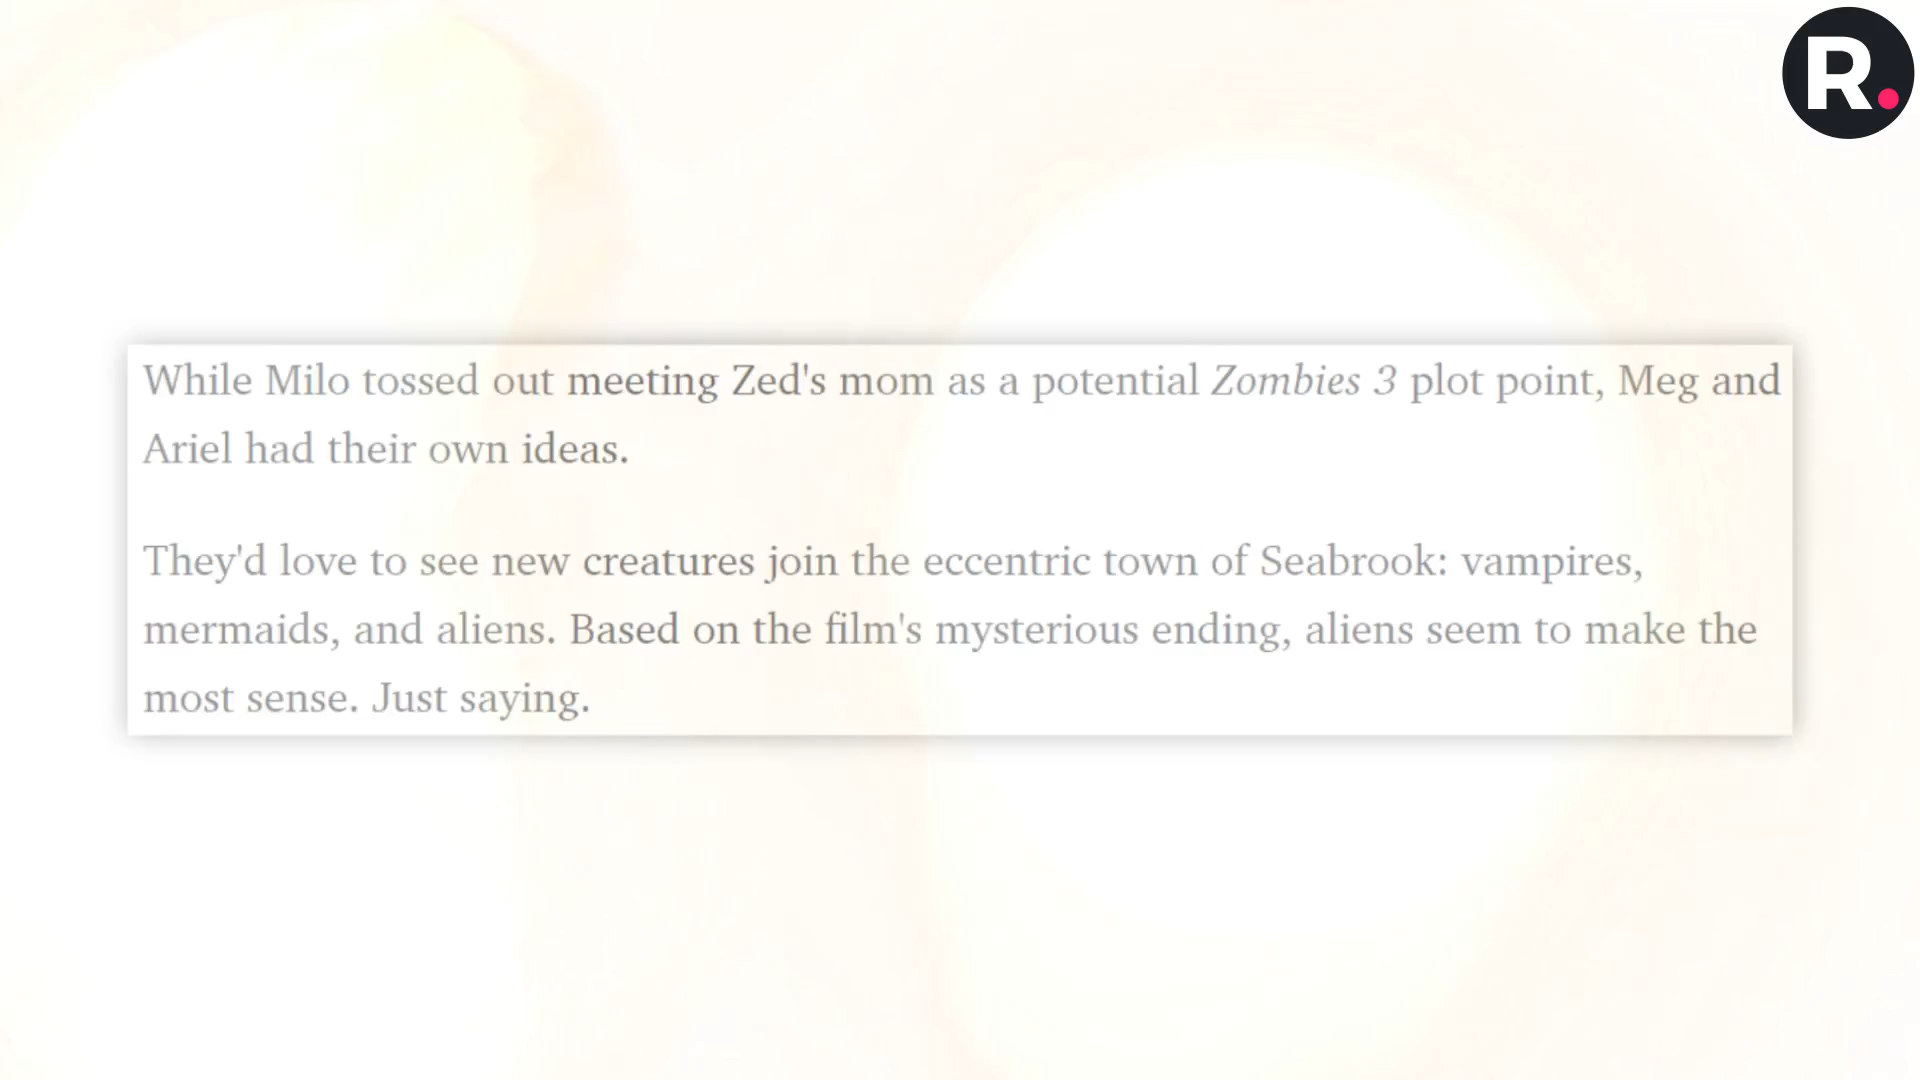 R.
While Milo tossed out meeting Zed's mom as a potential Zombies 3 plot point, Meg and
Ariel had their own ideas.
They'd love to see new creatures join the eccentric town of Seabrook: vampires,
mermaids, and aliens. Based on the film's mysterious ending, aliens seem to make the
most sense. Just saying.